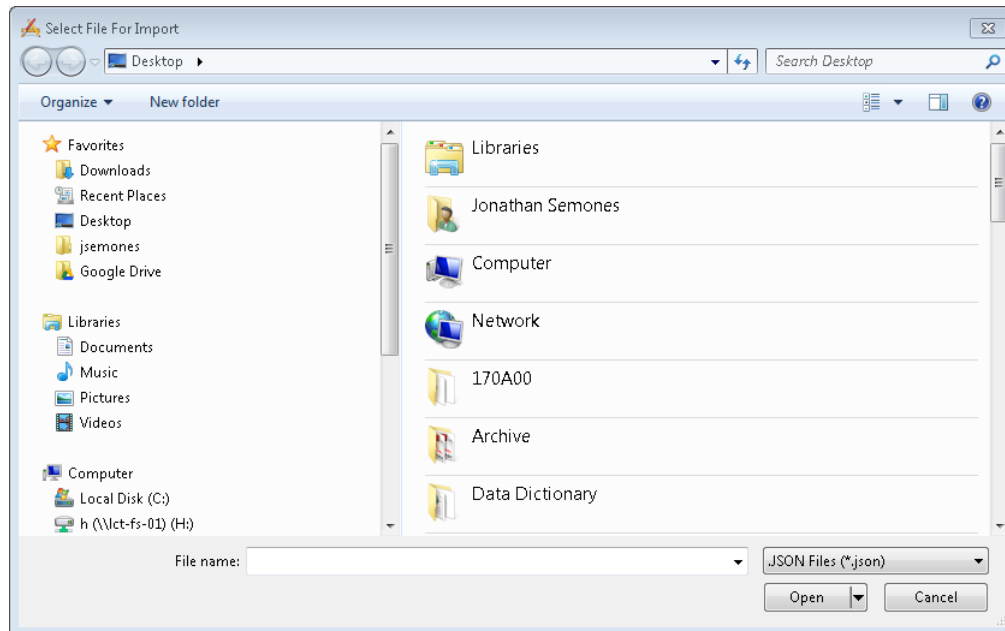 Select File For Import
Desktop
Search Desktop
Organize
New folder
Favorites
Downloads
Recent Places
Desktop
jsemones
Google Drive
Libraries
Documents
Music
Pictures
Videos
Computer
Local Disk (C:)
h (\\lct-fs-01) (H:)
Libraries
Jonathan Semones
Computer
Network
170A00
Archive
Data Dictionary
File name:
JSON Files (*.json)
Open
Cancel